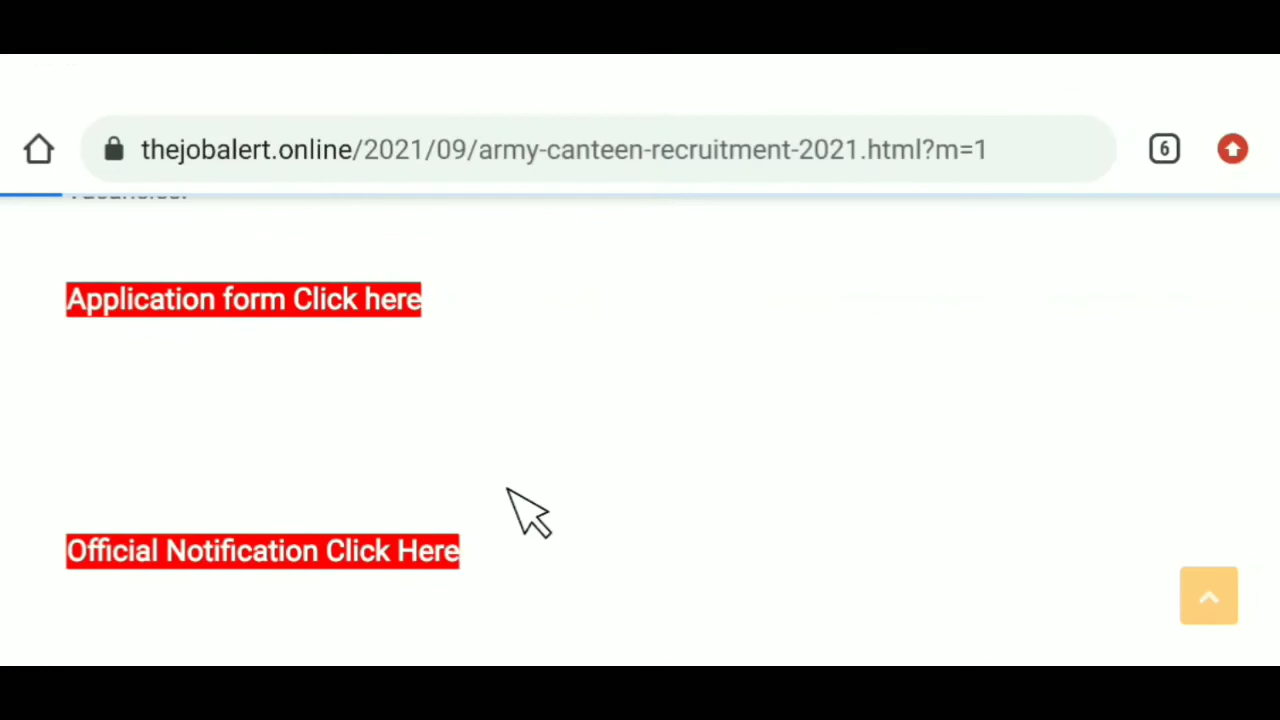 thejobalert.online/2021/09/army-canteen-recruitment-2021.html?m=1
6
Application form Click here
Official Notification Click Here